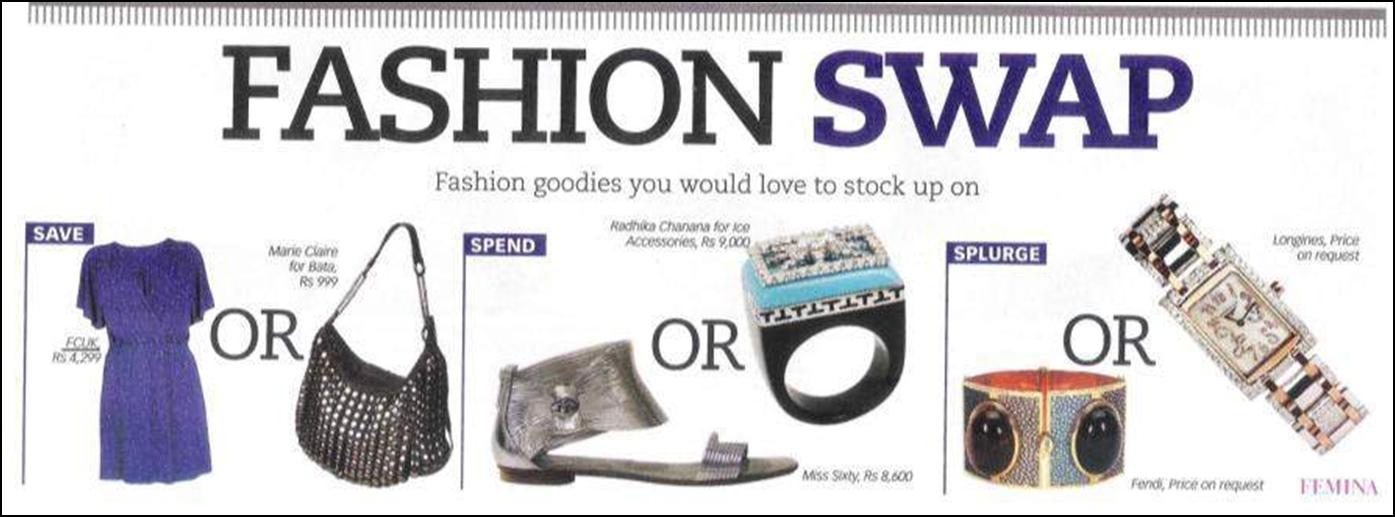 FASHION SWAP
Fashion goodies you would love to stock up on
SAVE
FCUK,
RS 4,299
OR
Marie Claire
for Bata,
Rs 999
SPEND
Radhika Chanana for Ice
Accessories, Rs 9,000
OR
Miss Sixty, Rs 8,600
SPLURGE
Longines, Price
on request
OR
Fendi, Price on request
FEMINA